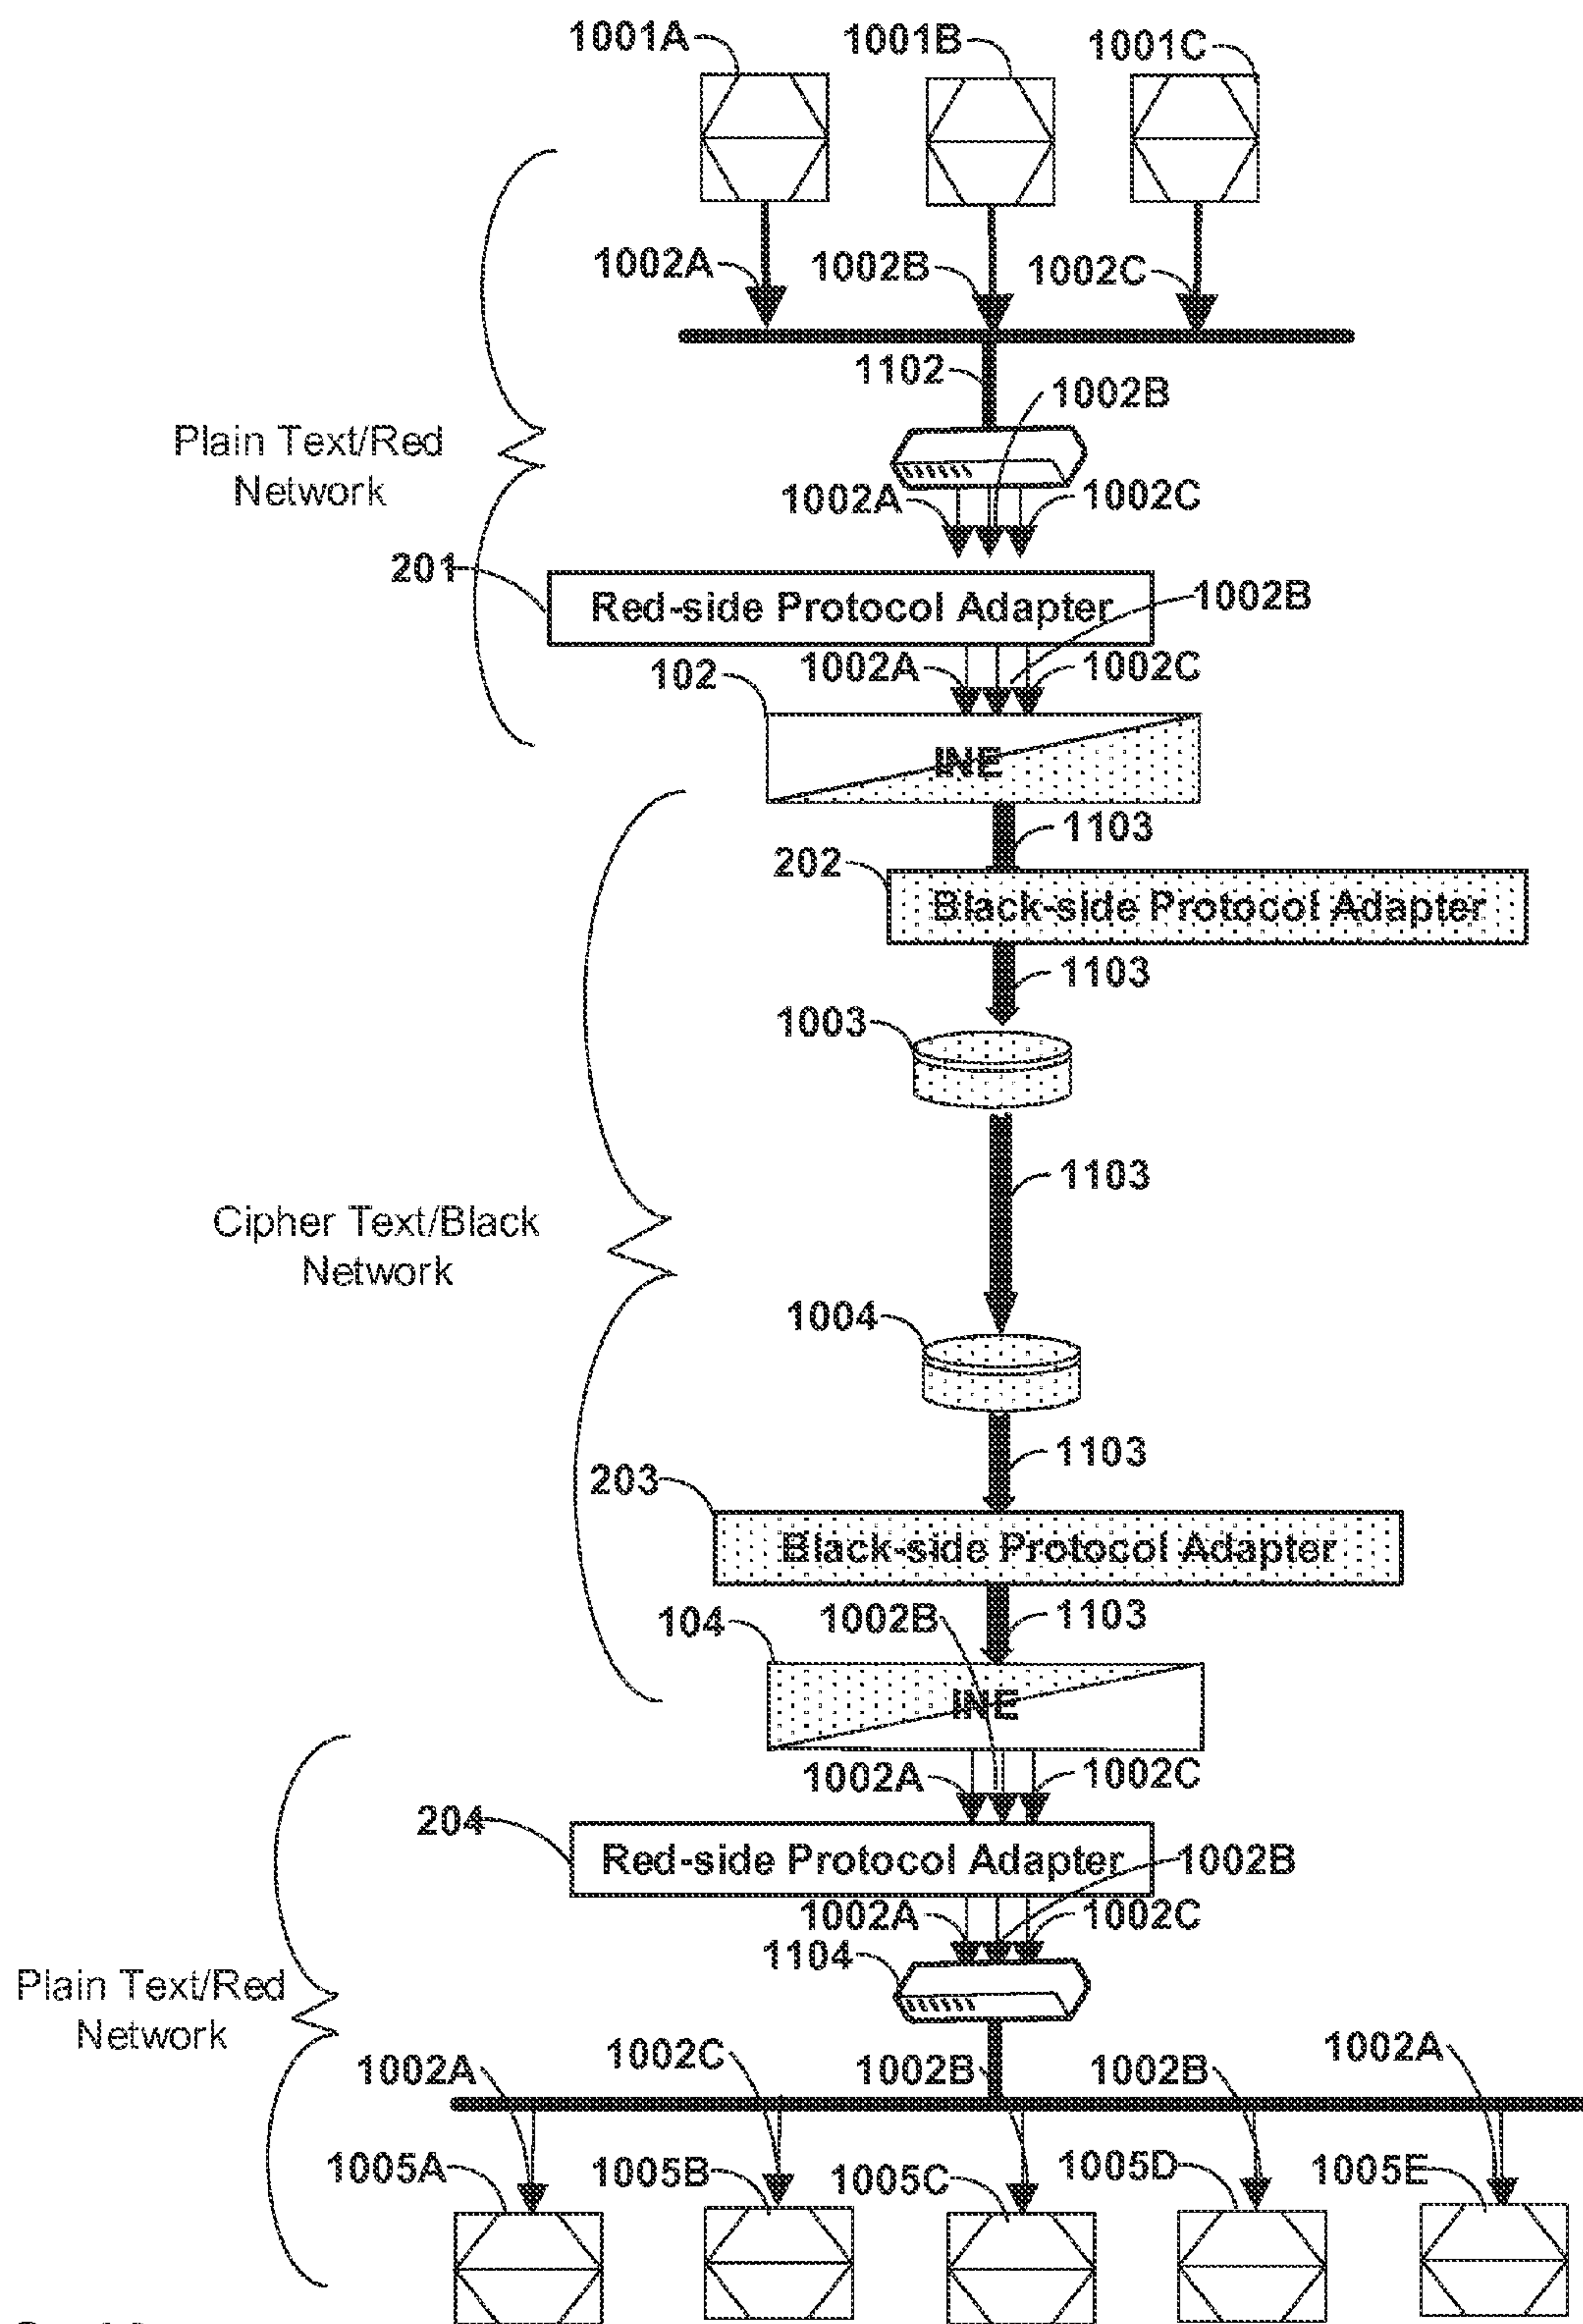 1001A
1001B
1001C
1002A
1002B
1002C
1102
1002B
Plain Text/Red
Network
1002A
1002C
201
Red-side Protocol Adapter
1002B
102
1002A
1002C
INE
1103
202
Black-side Protocol Adapter
1103
1003
1103
Cipher Text/Black
Network
1004
1103
203
Black-side Protocol Adapter
104
1002B
1103
INE
1002A
1002C
204
Red-side Protocol Adapter
1002B
1002A
1002C
1104
Plain Text/Red
Network
1002A
1002C
1002B
1002B
1002A
1005A
1005B
1005C
1005D
1005E